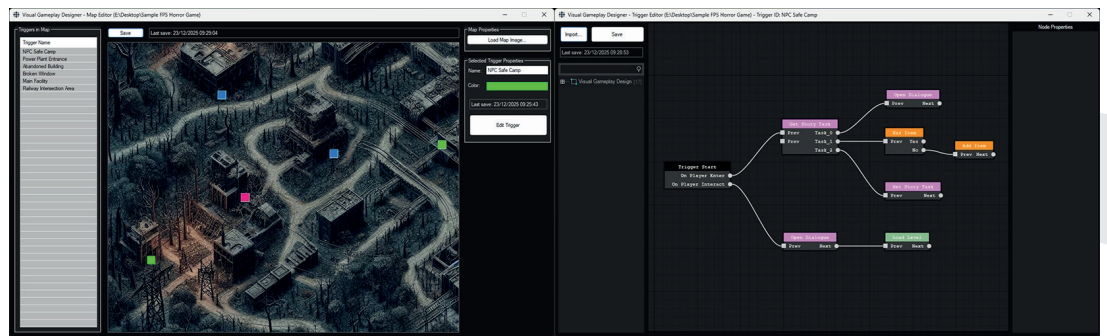 Visual Gameplay Designer - Map Editor (E:\Desktop\Sample FPS Horror Game)
Triggers in Map
Trigger Name
NPC Safe Camp
Power Plant Entrance
Abandoned Building
Broken Window
Main Facility
Railway Intersection Area
Save
Last save: 23/12/2025 09:29:04
Map Properties
Load Map Image...
Selected Trigger Properties
Name: NPC Safe Camp
Color:
Last save: 23/12/2025 09:25:43
Edit Trigger
Visual Gameplay Designer - Trigger Editor (E:\Desktop\Sample FPS Horror Game) - Trigger ID: NPC Safe Camp
Import...
Save
Last save: 23/12/2025 09:20:53
Visual Gameplay Design
Trigger Start
On Player Enter
On Player Interact
Get Story Task
Prev Task_0
Prev Task_1
Task_2
Open Dialogue
Prev Next
Prev Yes
No
Add Item
Prev Next
Set Story Task
Prev Next
Open Dialogue
Prev Next
Load Level
Prev Next
Node Properties